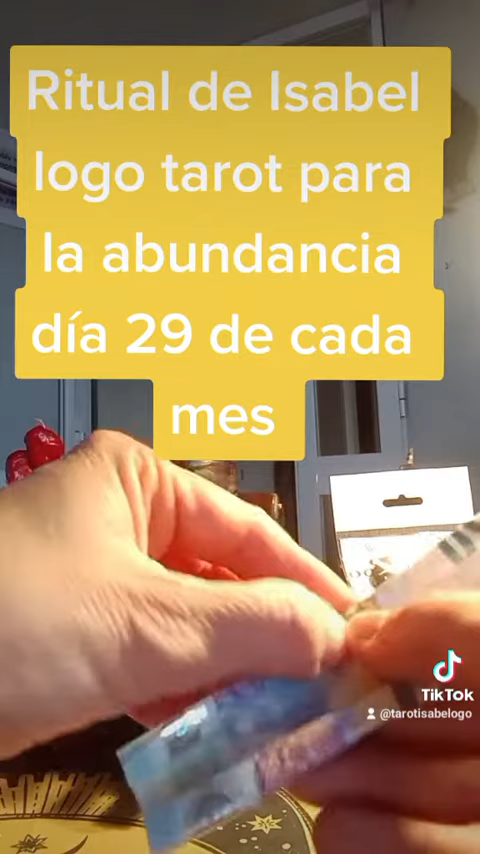 Ritual de Isabel
logo tarot para
la abundancia
día 29 de cada
mes
TikTok
@tarotisabelogo